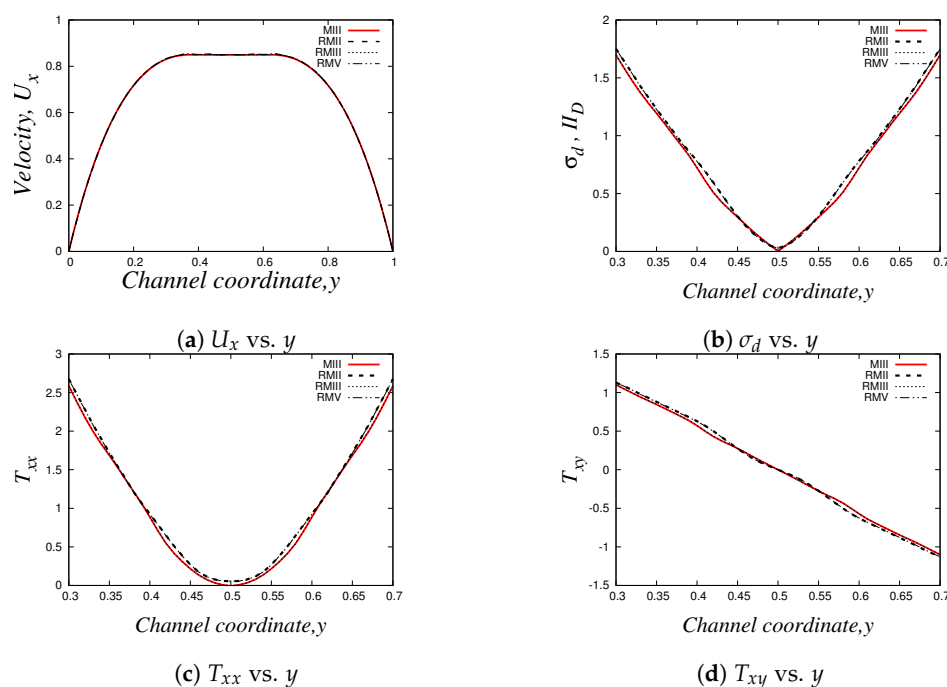 Velocity, U_x
1
0.8
0.6
0.4
0.2
0
0 0.2 0.4 0.6 0.8 1
MIII
RMII
RMIII
RMV
Channel coordinate,y
(a) U_x vs. y
σ_d , II_D
2
1.5
1
0.5
0
0.3 0.35 0.4 0.45 0.5 0.55 0.6 0.65 0.7
MIII
RMII
RMIII
RMV
Channel coordinate,y
(b) σ_d vs. y
T_xx
3
2.5
2
1.5
1
0.5
0
0.3 0.35 0.4 0.45 0.5 0.55 0.6 0.65 0.7
MIII
RMII
RMIII
RMV
Channel coordinate,y
(c) T_xx vs. y
T_xy
1.5
1
0.5
0
-0.5
-1
-1.5
0.3 0.35 0.4 0.45 0.5 0.55 0.6 0.65 0.7
MIII
RMII
RMIII
RMV
Channel coordinate,y
(d) T_xy vs. y